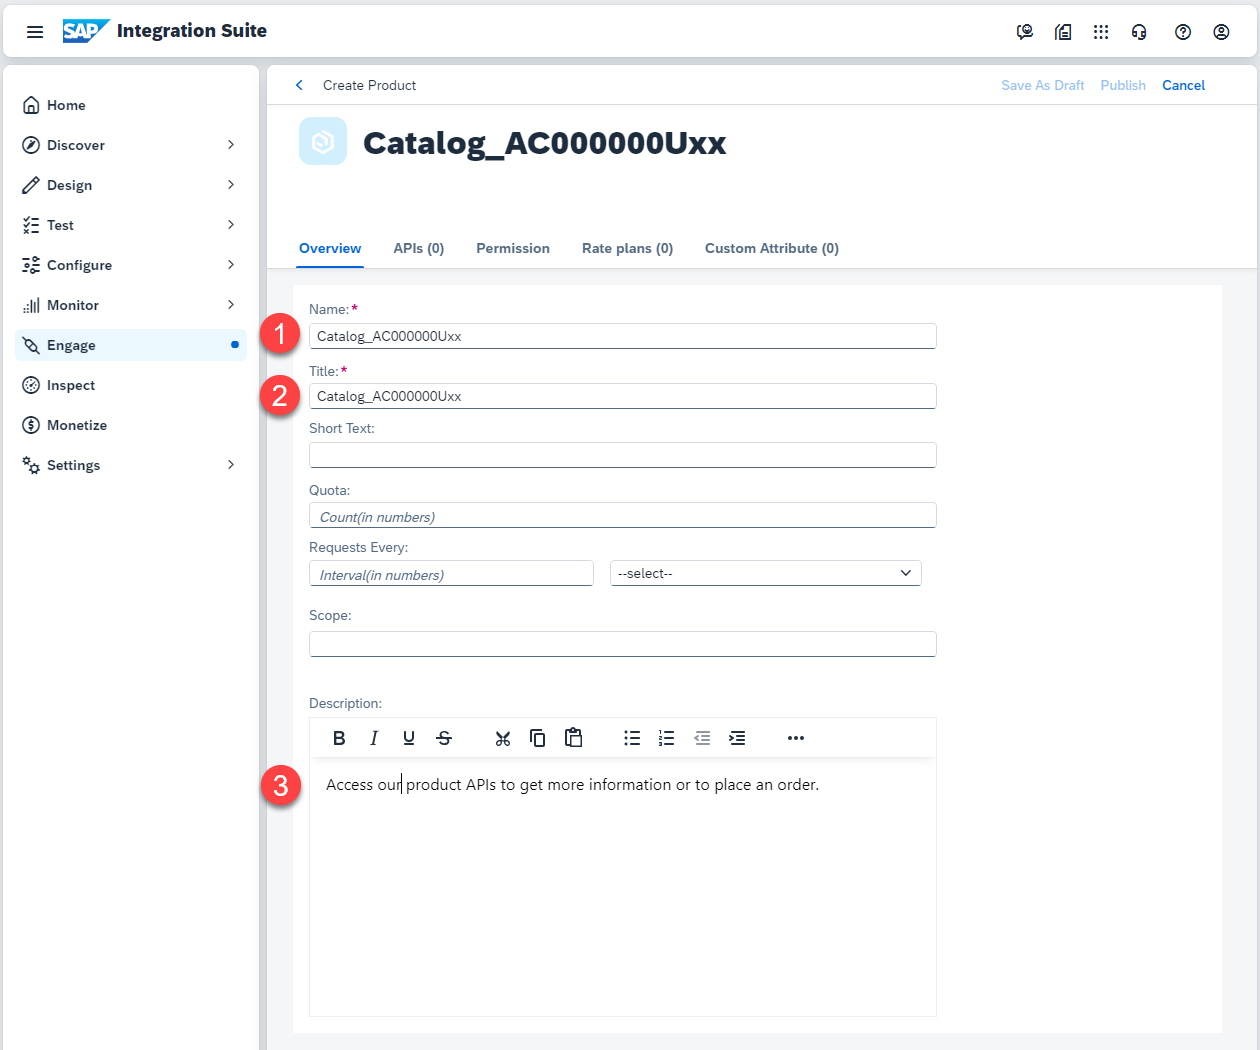 SAP Integration Suite
Home
Discover
Design
Test
Configure
Monitor
Engage
Inspect
Monetize
Settings
Create Product
Save As Draft Publish Cancel
Catalog_AC000000Uxx
Overview APIs (0) Permission Rate plans (0) Custom Attribute (0)
Name:*
1 Catalog_AC000000Uxx
Title:*
2 Catalog_AC000000Uxx
Short Text:
Quota:
Count(in numbers)
Requests Every:
Interval(in numbers) --select--
Scope:
Description:
B I U S
3 Access our product APIs to get more information or to place an order.